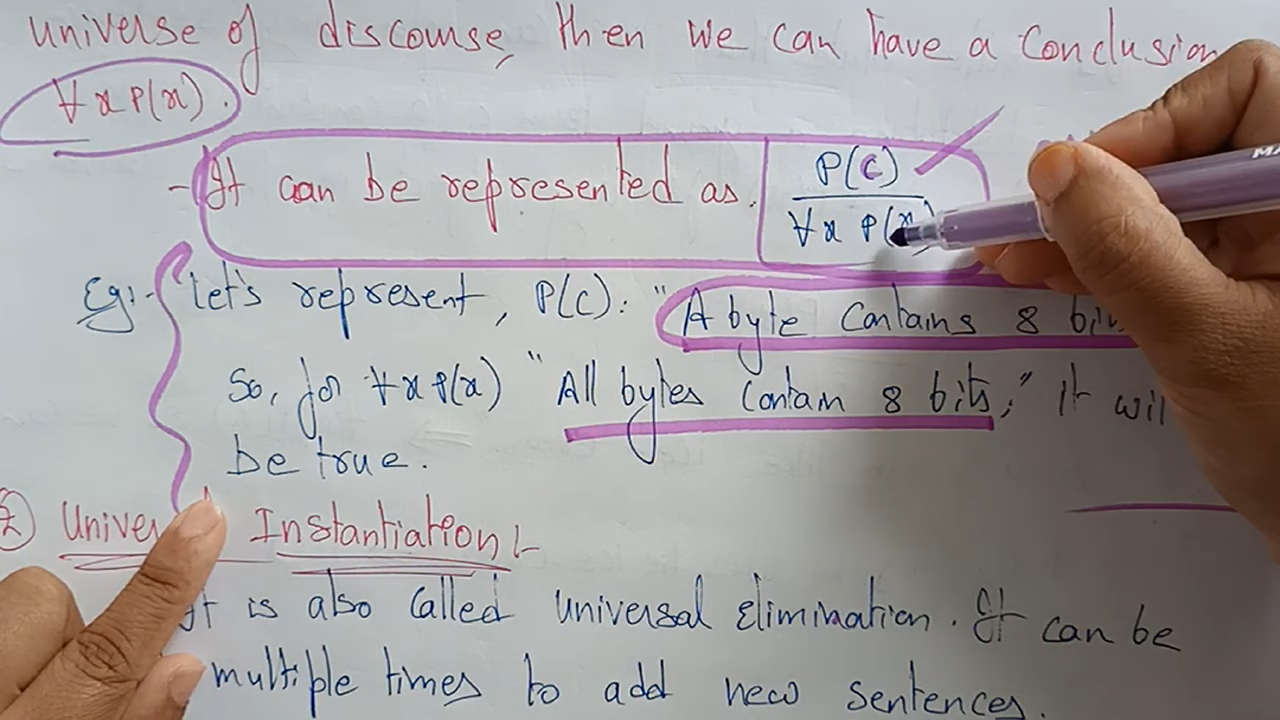 universe of discourse, then we can have a conclusion
∀x P(x).
- It can be represented as. P(c)
∀x P(x)
Eg:- Let's represent, P(c): "A byte contains 8
So, for ∀x P(x) "All bytes contain 8 bits," it
be true.
2) Instantiation:-
It is also called universal elimination. It can be
multiple times to add new sentences.